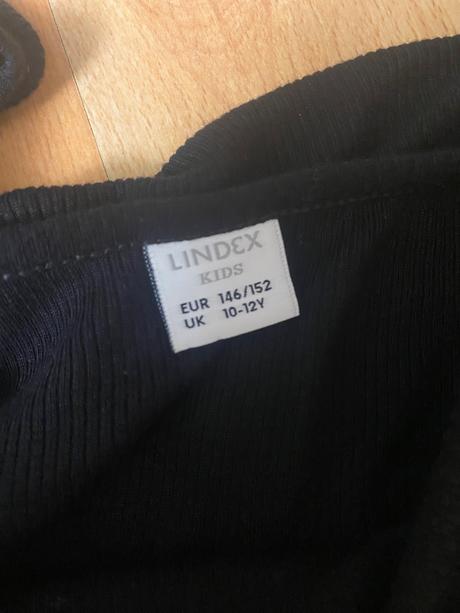 LINDEX
KIDS
EUR 146/152
UK 10-12Y